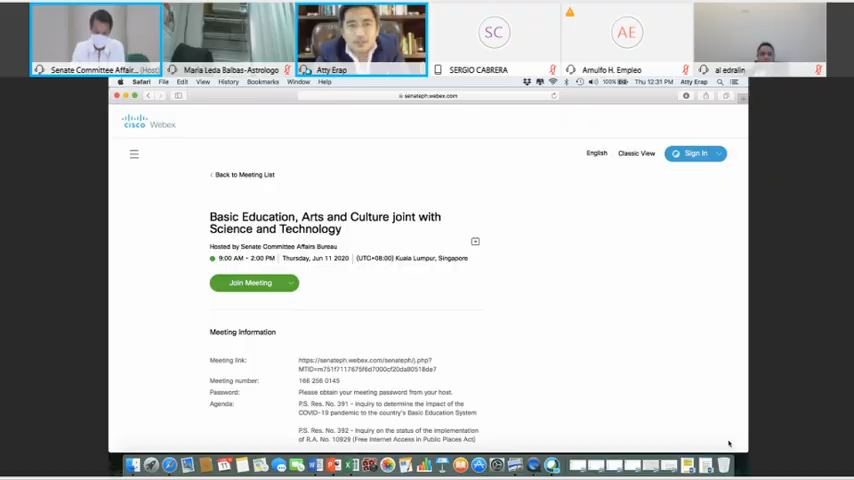 SC
AE
Senate Committee Affair... (Host)
Maria Leda Balbas-Astrologo
Atty Erap
SERGIO CABRERA
Arnulfo H. Empleo
al edralin
Safari File View History Bookmarks Window Help
100% Thu 12:31 PM Atty Erap
senateph.webex.com
CISCO Webex
English Classic View Sign In
Back to Meeting List
Basic Education, Arts and Culture joint with
Science and Technology
Hosted by Senate Committee Affairs Bureau
9:00 AM - 2:00 PM | Thursday, Jun 11 2020 | (UTC+08:00) Kuala Lumpur, Singapore
Join Meeting
Meeting Information
Meeting link: https://senateph.webex.com/senateph/j.php?
MTID=m751f7117675f6d7000cf20da80518de7
Meeting number: 166 256 0145
Password: Please obtain your meeting password from your host.
Agenda: P.S. Res. No. 391 - Inquiry to determine the impact of the
COVID-19 pandemic to the country's Basic Education System
P.S. Res. No. 392 - Inquiry on the status of the implementation
of R.A. No. 10929 (Free Internet Access in Public Places Act)